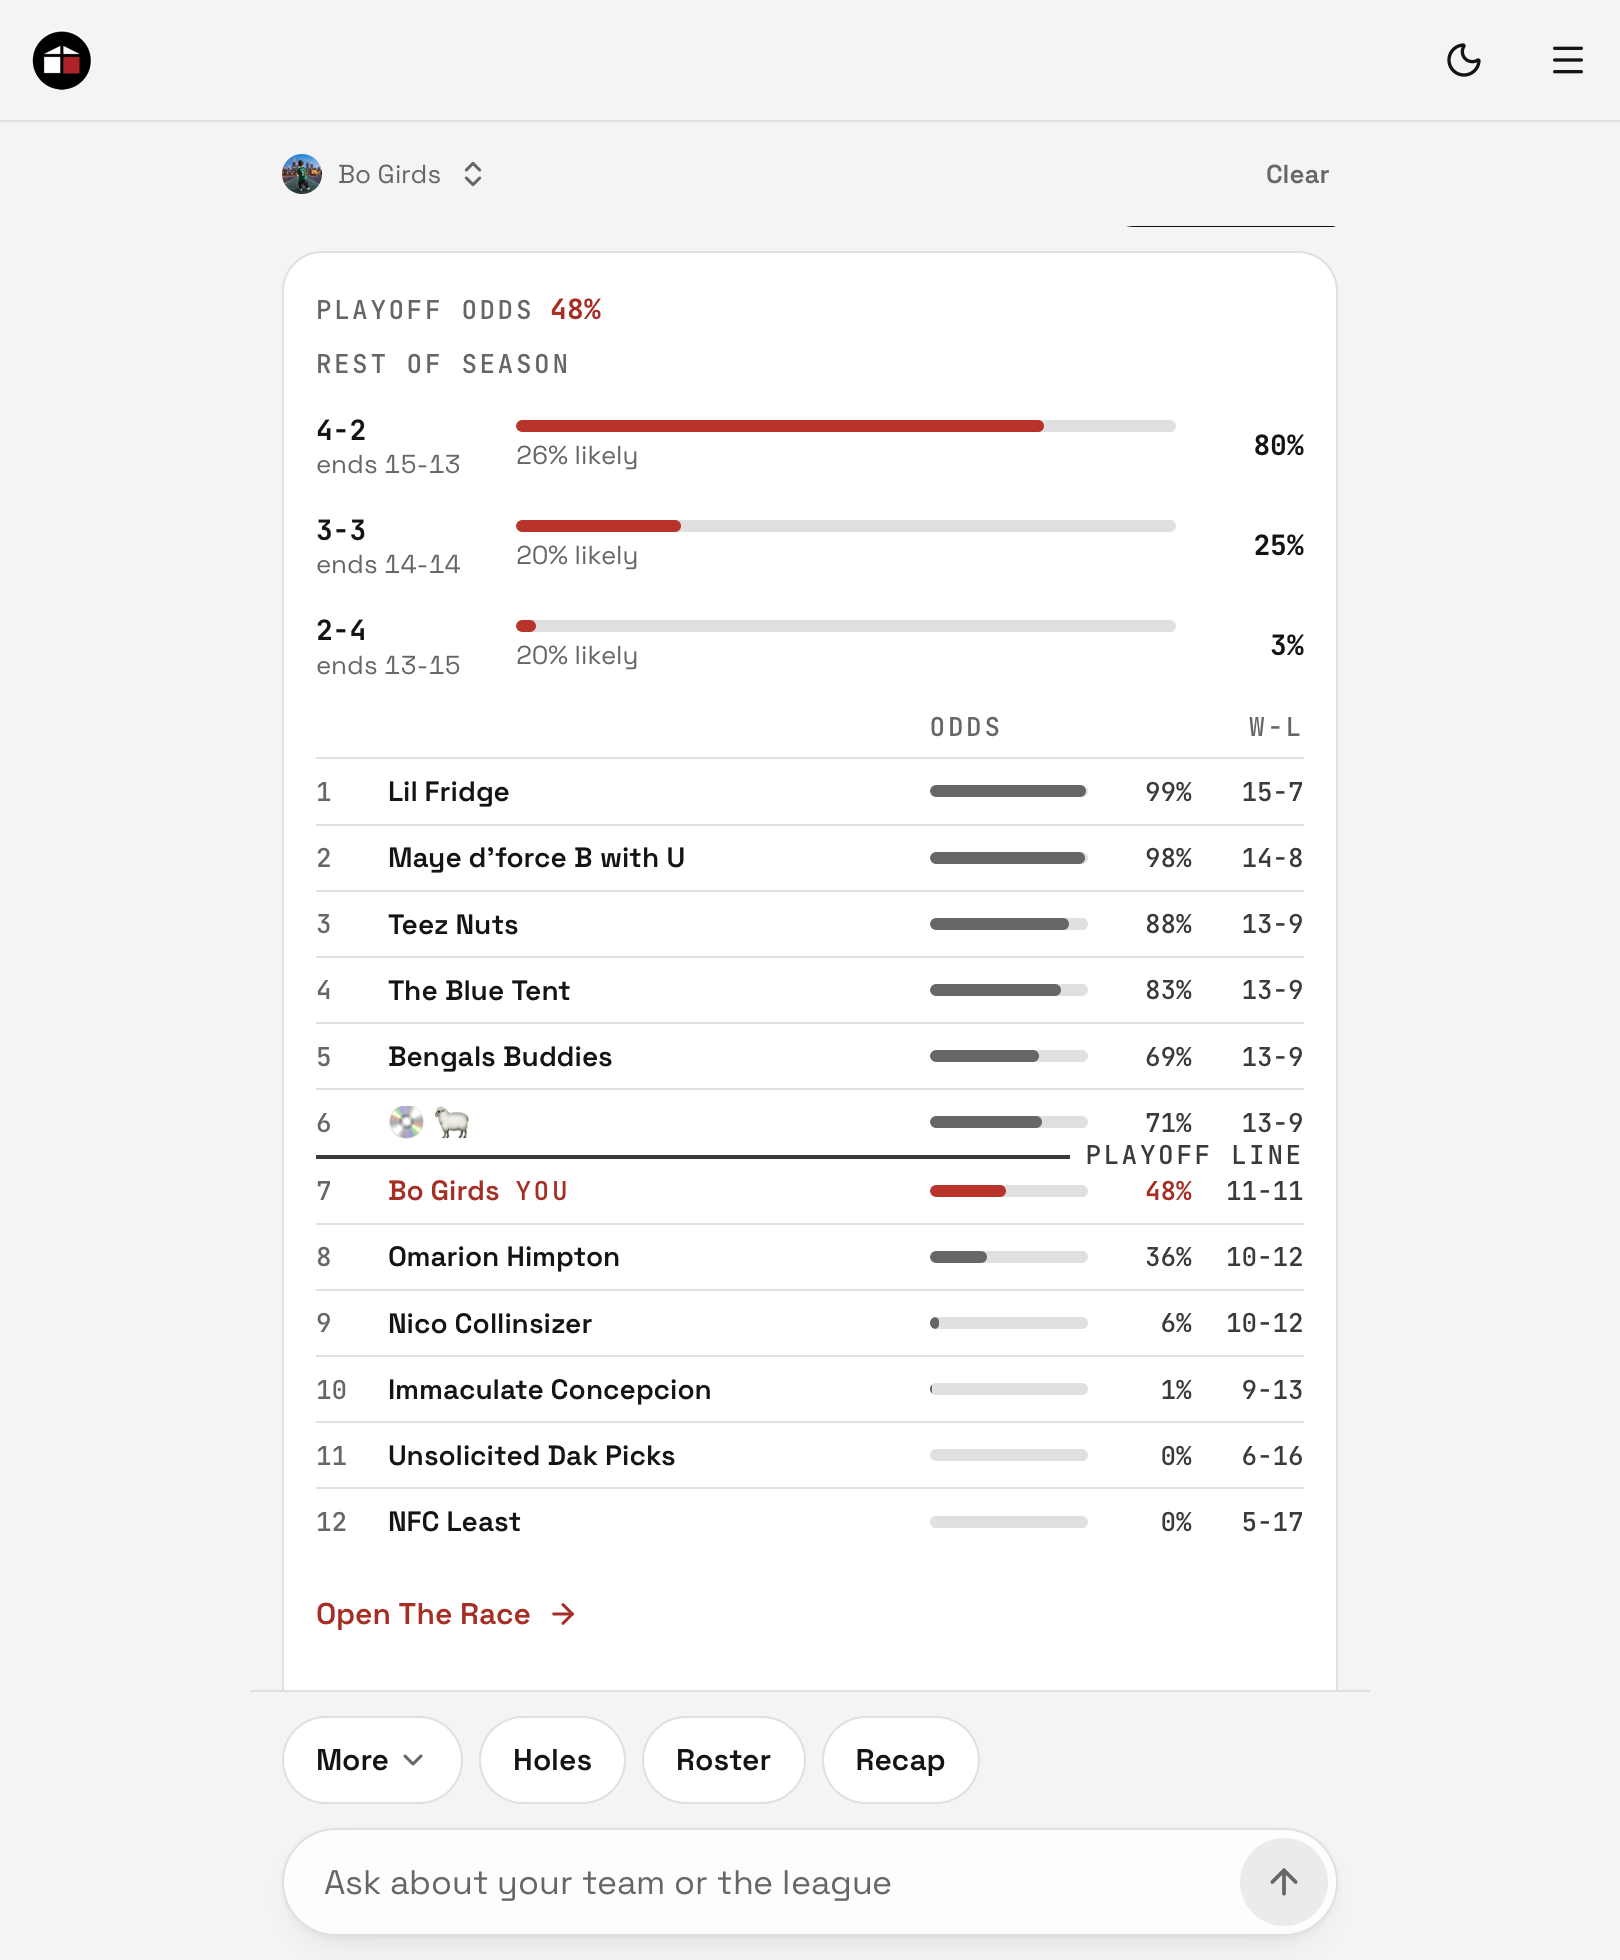 Bo Girds
Clear
PLAYOFF ODDS 48%
REST OF SEASON
4-2
ends 15-13
26% likely
80%
3-3
ends 14-14
20% likely
25%
2-4
ends 13-15
20% likely
3%
ODDS W-L
1 Lil Fridge 99% 15-7
2 Maye d’force B with U 98% 14-8
3 Teez Nuts 88% 13-9
4 The Blue Tent 83% 13-9
5 Bengals Buddies 69% 13-9
6 💿 🐑 71% 13-9
PLAYOFF LINE
7 Bo Girds YOU 48% 11-11
8 Omarion Himpton 36% 10-12
9 Nico Collinsizer 6% 10-12
10 Immaculate Concepcion 1% 9-13
11 Unsolicited Dak Picks 0% 6-16
12 NFC Least 0% 5-17
Open The Race →
More Holes Roster Recap
Ask about your team or the league